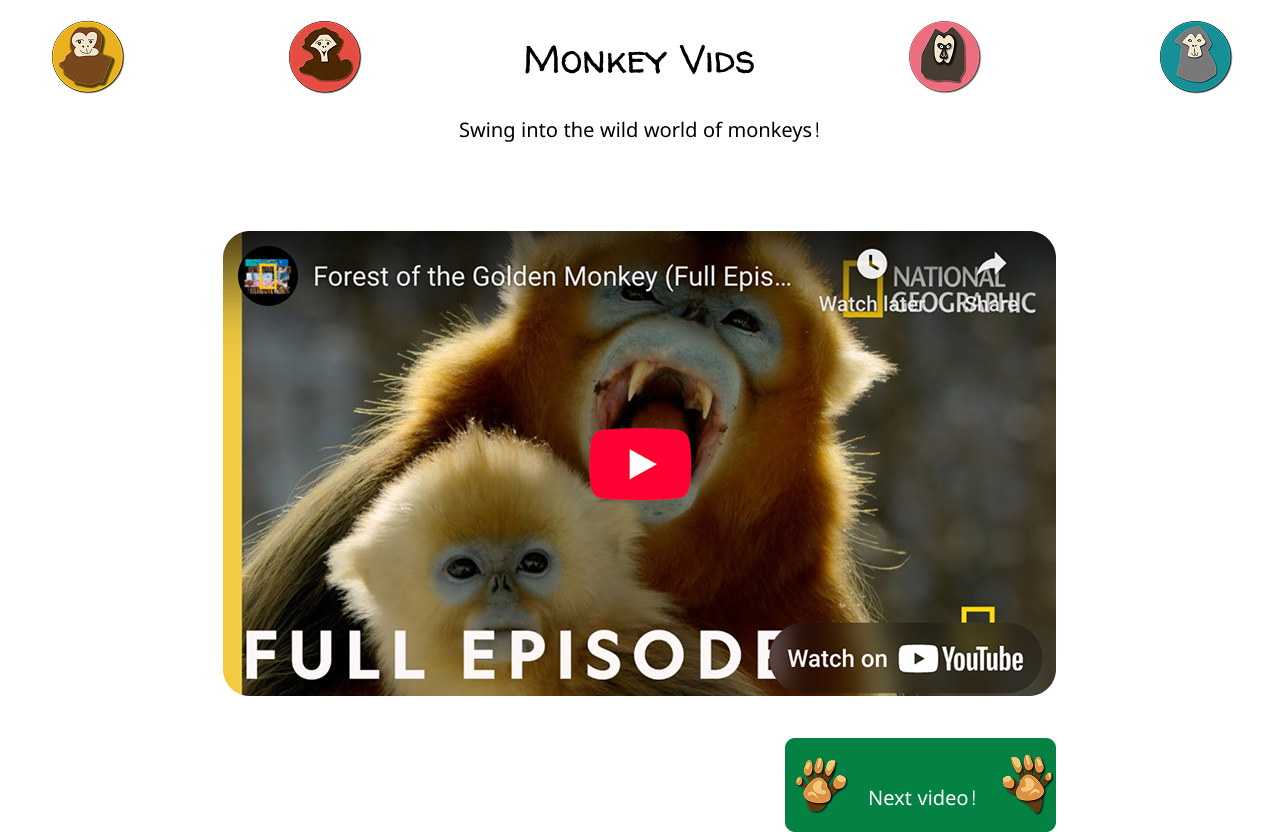 Monkey Vids
Swing into the wild world of monkeys!
Forest of the Golden Monkey (Full Epis...
Watch later
Share
NATIONAL
GEOGRAPHIC
FULL EPISODE
Watch on YouTube
Next video!